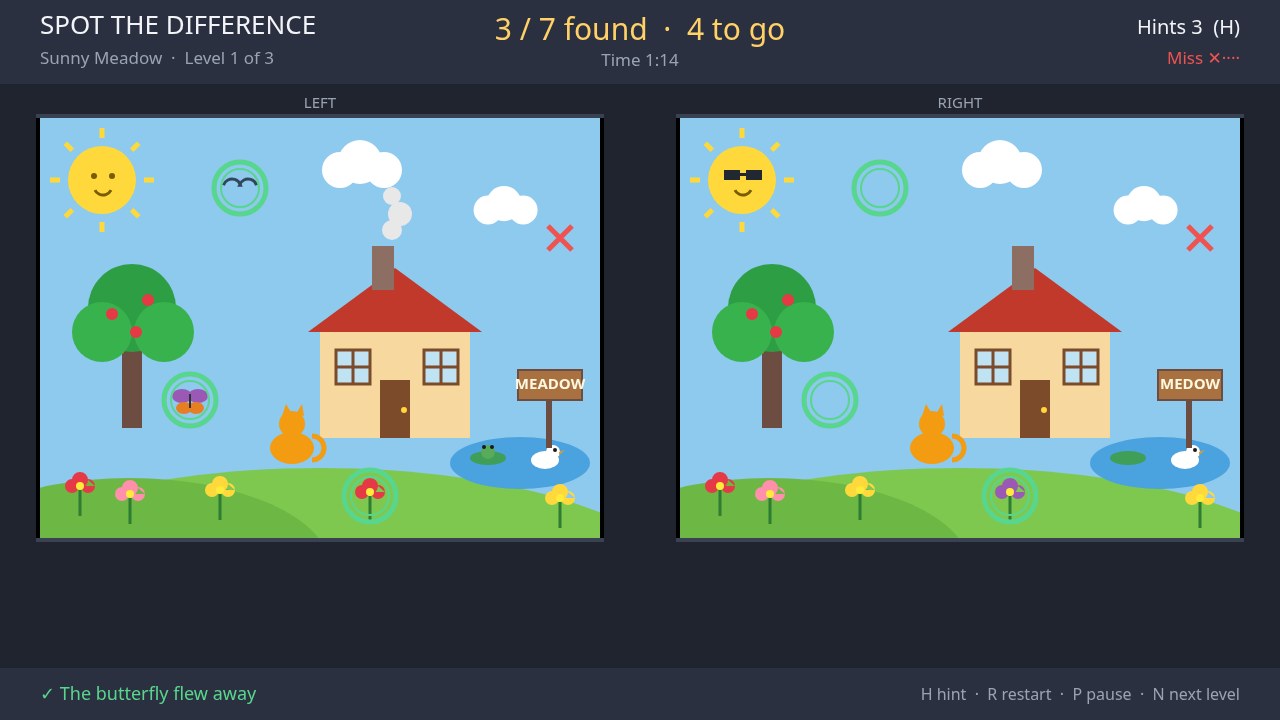 SPOT THE DIFFERENCE
Sunny Meadow · Level 1 of 3
3 / 7 found · 4 to go
Time 1:14
Hints 3 (H)
Miss ✕····
LEFT
RIGHT
MEADOW
MEDOW
✓ The butterfly flew away
H hint · R restart · P pause · N next level